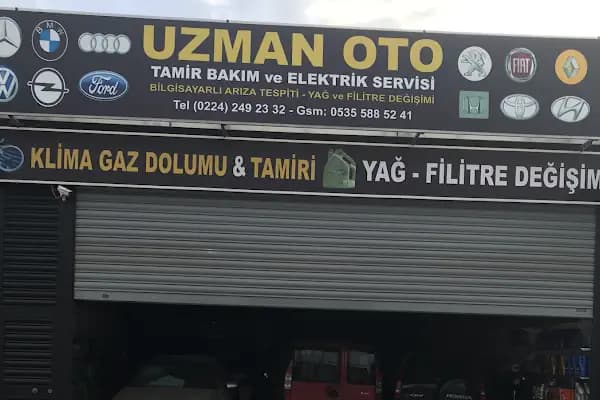 UZMAN OTO
TAMİR BAKIM ve ELEKTRİK SERVİSİ
BİLGİSAYARLI ARIZA TESPİTİ - YAĞ ve FİLİTRE DEĞİŞİMİ
Tel (0224) 249 23 32 - Gsm: 0535 588 52 41
BMW
Ford
FIAT
KLİMA GAZ DOLUMU & TAMİRİ
YAĞ - FİLİTRE DEĞİŞİM